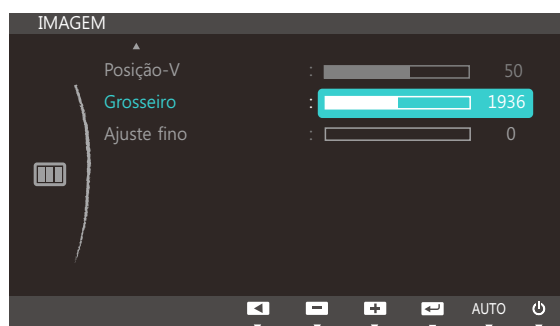 IMAGEM
Posição-V : 50
Grosseiro : 1936
Ajuste fino : 0
AUTO